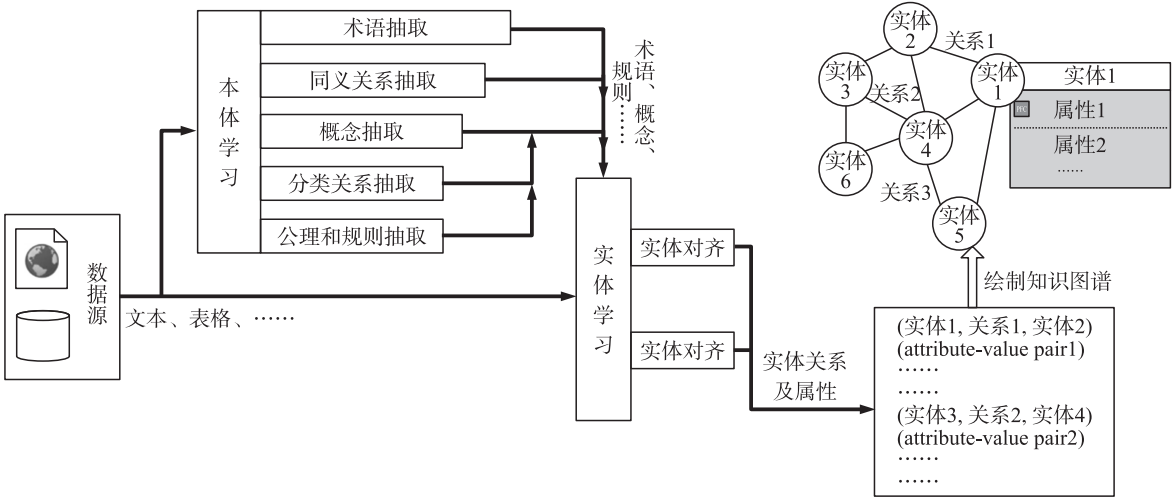 术语抽取
同义关系抽取
概念抽取
分类关系抽取
公理和规则抽取
本体学习
术语、概念、
规则……
数据源
文本、表格、……
实体学习
实体对齐
实体对齐
实体关系
及属性
(实体1, 关系1, 实体2)
(attribute-value pair1)
……
……
(实体3, 关系2, 实体4)
(attribute-value pair2)
……
……
绘制知识图谱
实体
2
关系1
实体
3
关系2
实体
1
实体
4
实体
6
关系3
实体
5
实体1
属性1
属性2
……